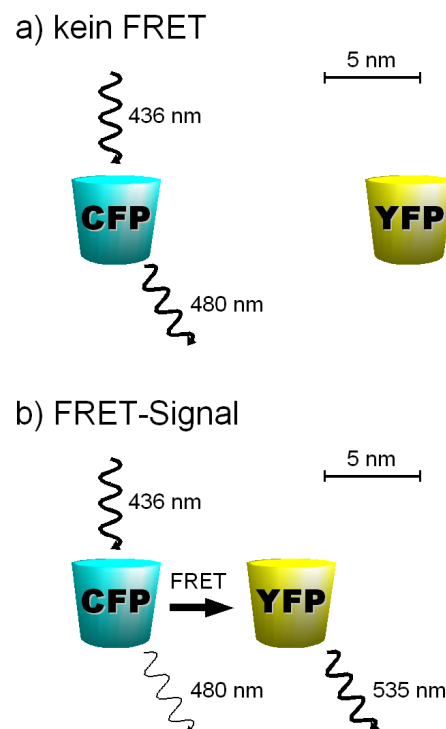 a) kein FRET
5 nm
436 nm
CFP
YFP
480 nm
b) FRET-Signal
5 nm
436 nm
FRET
CFP
YFP
480 nm
535 nm